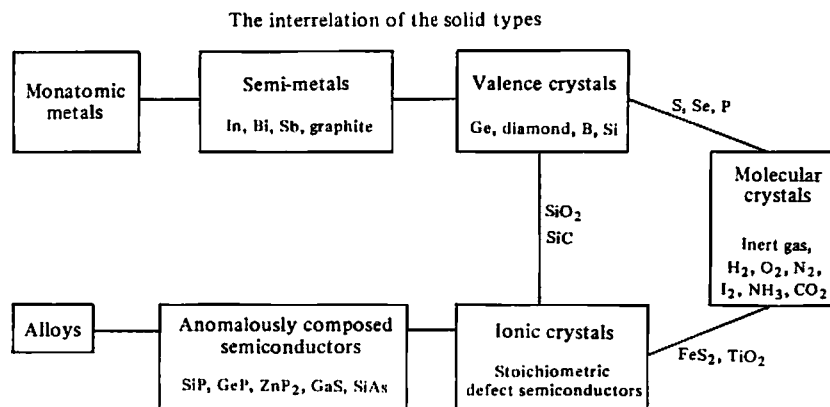 The interrelation of the solid types
Monatomic
metals
Semi-metals
In, Bi, Sb, graphite
Valence crystals
Ge, diamond, B, Si
S, Se, P
Molecular
crystals
Inert gas,
H₂, O₂, N₂,
I₂, NH₃, CO₂
SiO₂
SiC
Alloys
Anomalously composed
semiconductors
SiP, GeP, ZnP₂, GaS, SiAs
Ionic crystals
Stoichiometric
defect semiconductors
FeS₂, TiO₂